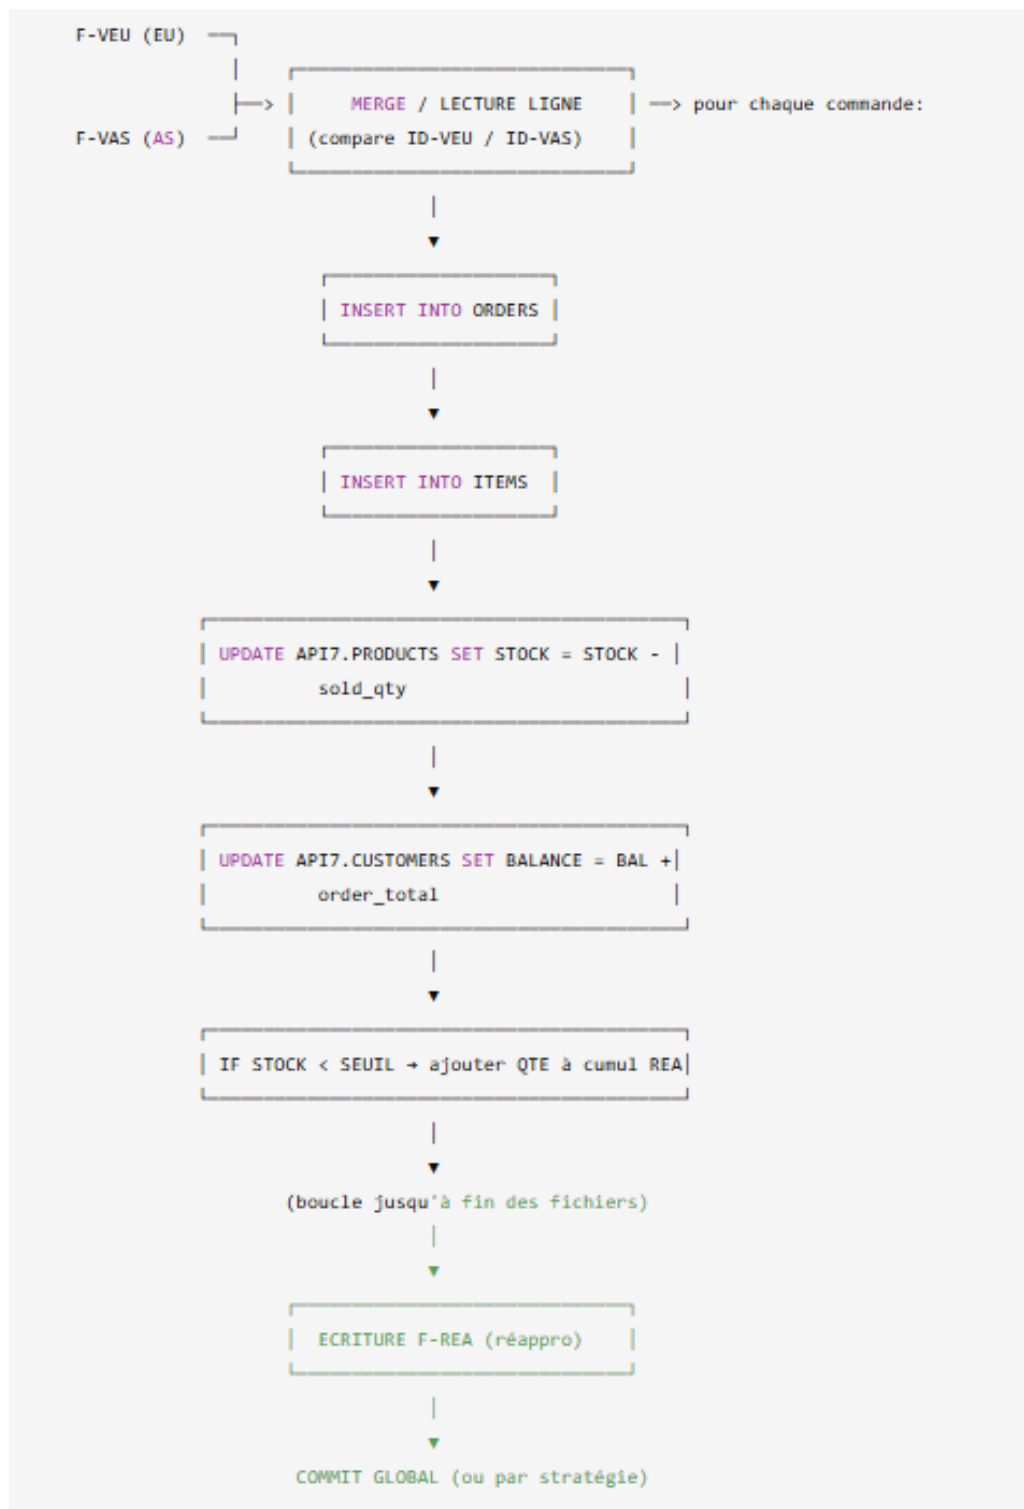 F-VEU (EU)
MERGE / LECTURE LIGNE —> pour chaque commande:
F-VAS (AS) (compare ID-VEU / ID-VAS)
INSERT INTO ORDERS
INSERT INTO ITEMS
UPDATE API7.PRODUCTS SET STOCK = STOCK -
sold_qty
UPDATE API7.CUSTOMERS SET BALANCE = BAL +
order_total
IF STOCK < SEUIL → ajouter QTE à cumul REA
(boucle jusqu'à fin des fichiers)
ECRITURE F-REA (réappro)
COMMIT GLOBAL (ou par stratégie)